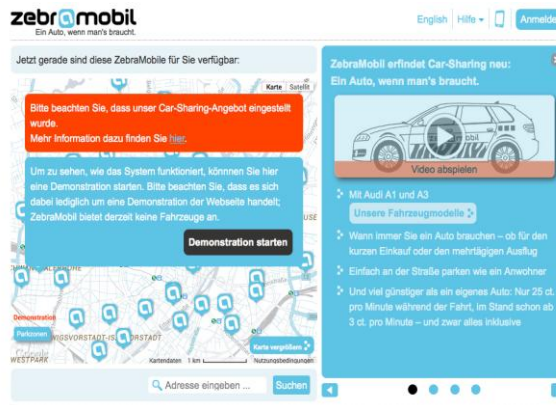 zebramobil
Ein Auto, wenn man's braucht.
English Hilfe
Jetzt gerade sind diese ZebraMobile für Sie verfügbar:
Karte Satellit
Bitte beachten Sie, dass unser Car-Sharing-Angebot eingestellt
wurde.
Mehr Information dazu finden Sie hier.
Um zu sehen, wie das System funktioniert, könnnen Sie hier
eine Demonstration starten. Bitte beachten Sie, dass es sich
dabei lediglich um eine Demonstration der Webseite handelt;
ZebraMobil bietet derzeit keine Fahrzeuge an.
Demonstration starten
Demonstration
Parkzonen
WESTPARK
Google
Kartendaten 1 km Nutzungsbedingungen
Karte vergrößern
Adresse eingeben ... Suchen
ZebraMobil erfindet Car-Sharing neu:
Ein Auto, wenn man's braucht.
Video abspielen
Mit Audi A1 und A3
Unsere Fahrzeugmodelle
Wann immer Sie ein Auto brauchen – ob für den
kurzen Einkauf oder den mehrtägigen Ausflug
Einfach an der Straße parken wie ein Anwohner
Und viel günstiger als ein eigenes Auto: Nur 25 ct.
pro Minute während der Fahrt, im Stand schon ab
3 ct. pro Minute – und zwar alles inklusive